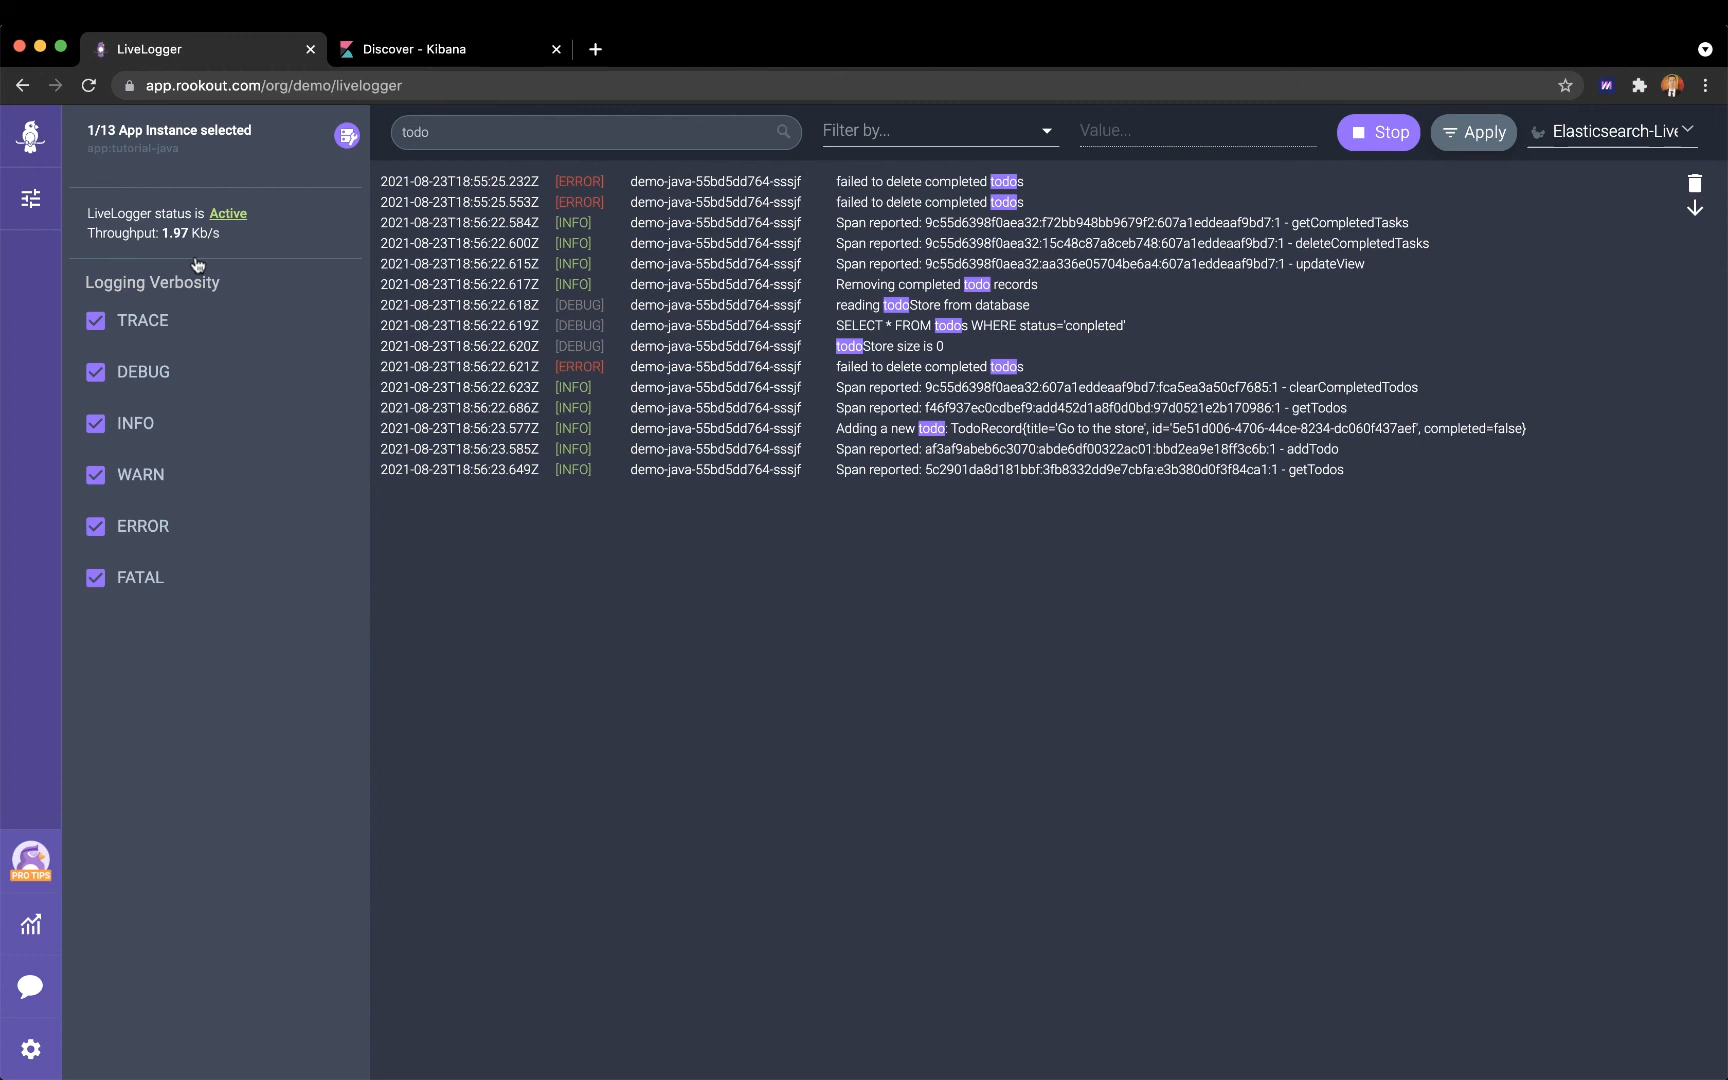 LiveLogger
Discover - Kibana
app.rookout.com/org/demo/livelogger
1/13 App Instance selected
app:tutorial-java
LiveLogger status is Active
Throughput: 1.97 Kb/s
Logging Verbosity
TRACE
DEBUG
INFO
WARN
ERROR
FATAL
PRO TIPS
todo
Filter by...
Value...
Stop
Apply
Elasticsearch-Live
2021-08-23T18:55:25.232Z [ERROR] demo-java-55bd5dd764-sssjf failed to delete completed todos
2021-08-23T18:55:25.553Z [ERROR] demo-java-55bd5dd764-sssjf failed to delete completed todos
2021-08-23T18:56:22.584Z [INFO] demo-java-55bd5dd764-sssjf Span reported: 9c55d6398f0aea32:f72bb948bb9679f2:607a1eddeaaf9bd7:1 - getCompletedTasks
2021-08-23T18:56:22.600Z [INFO] demo-java-55bd5dd764-sssjf Span reported: 9c55d6398f0aea32:15c48c87a8ceb748:607a1eddeaaf9bd7:1 - deleteCompletedTasks
2021-08-23T18:56:22.615Z [INFO] demo-java-55bd5dd764-sssjf Span reported: 9c55d6398f0aea32:aa336e05704be6a4:607a1eddeaaf9bd7:1 - updateView
2021-08-23T18:56:22.617Z [INFO] demo-java-55bd5dd764-sssjf Removing completed todo records
2021-08-23T18:56:22.618Z [DEBUG] demo-java-55bd5dd764-sssjf reading todoStore from database
2021-08-23T18:56:22.619Z [DEBUG] demo-java-55bd5dd764-sssjf SELECT * FROM todos WHERE status='conpleted'
2021-08-23T18:56:22.620Z [DEBUG] demo-java-55bd5dd764-sssjf todoStore size is 0
2021-08-23T18:56:22.621Z [ERROR] demo-java-55bd5dd764-sssjf failed to delete completed todos
2021-08-23T18:56:22.623Z [INFO] demo-java-55bd5dd764-sssjf Span reported: 9c55d6398f0aea32:607a1eddeaaf9bd7:fca5ea3a50cf7685:1 - clearCompletedTodos
2021-08-23T18:56:22.686Z [INFO] demo-java-55bd5dd764-sssjf Span reported: f46f937ec0cdbef9:add452d1a8f0d0bd:97d0521e2b170986:1 - getTodos
2021-08-23T18:56:23.577Z [INFO] demo-java-55bd5dd764-sssjf Adding a new todo: TodoRecord{title='Go to the store', id='5e51d006-4706-44ce-8234-dc060f437aef', completed=false}
2021-08-23T18:56:23.585Z [INFO] demo-java-55bd5dd764-sssjf Span reported: af3af9abeb6c3070:abde6df00322ac01:bbd2ea9e18ff3c6b:1 - addTodo
2021-08-23T18:56:23.649Z [INFO] demo-java-55bd5dd764-sssjf Span reported: 5c2901da8d181bbf:3fb8332dd9e7cbfa:e3b380d0f3f84ca1:1 - getTodos